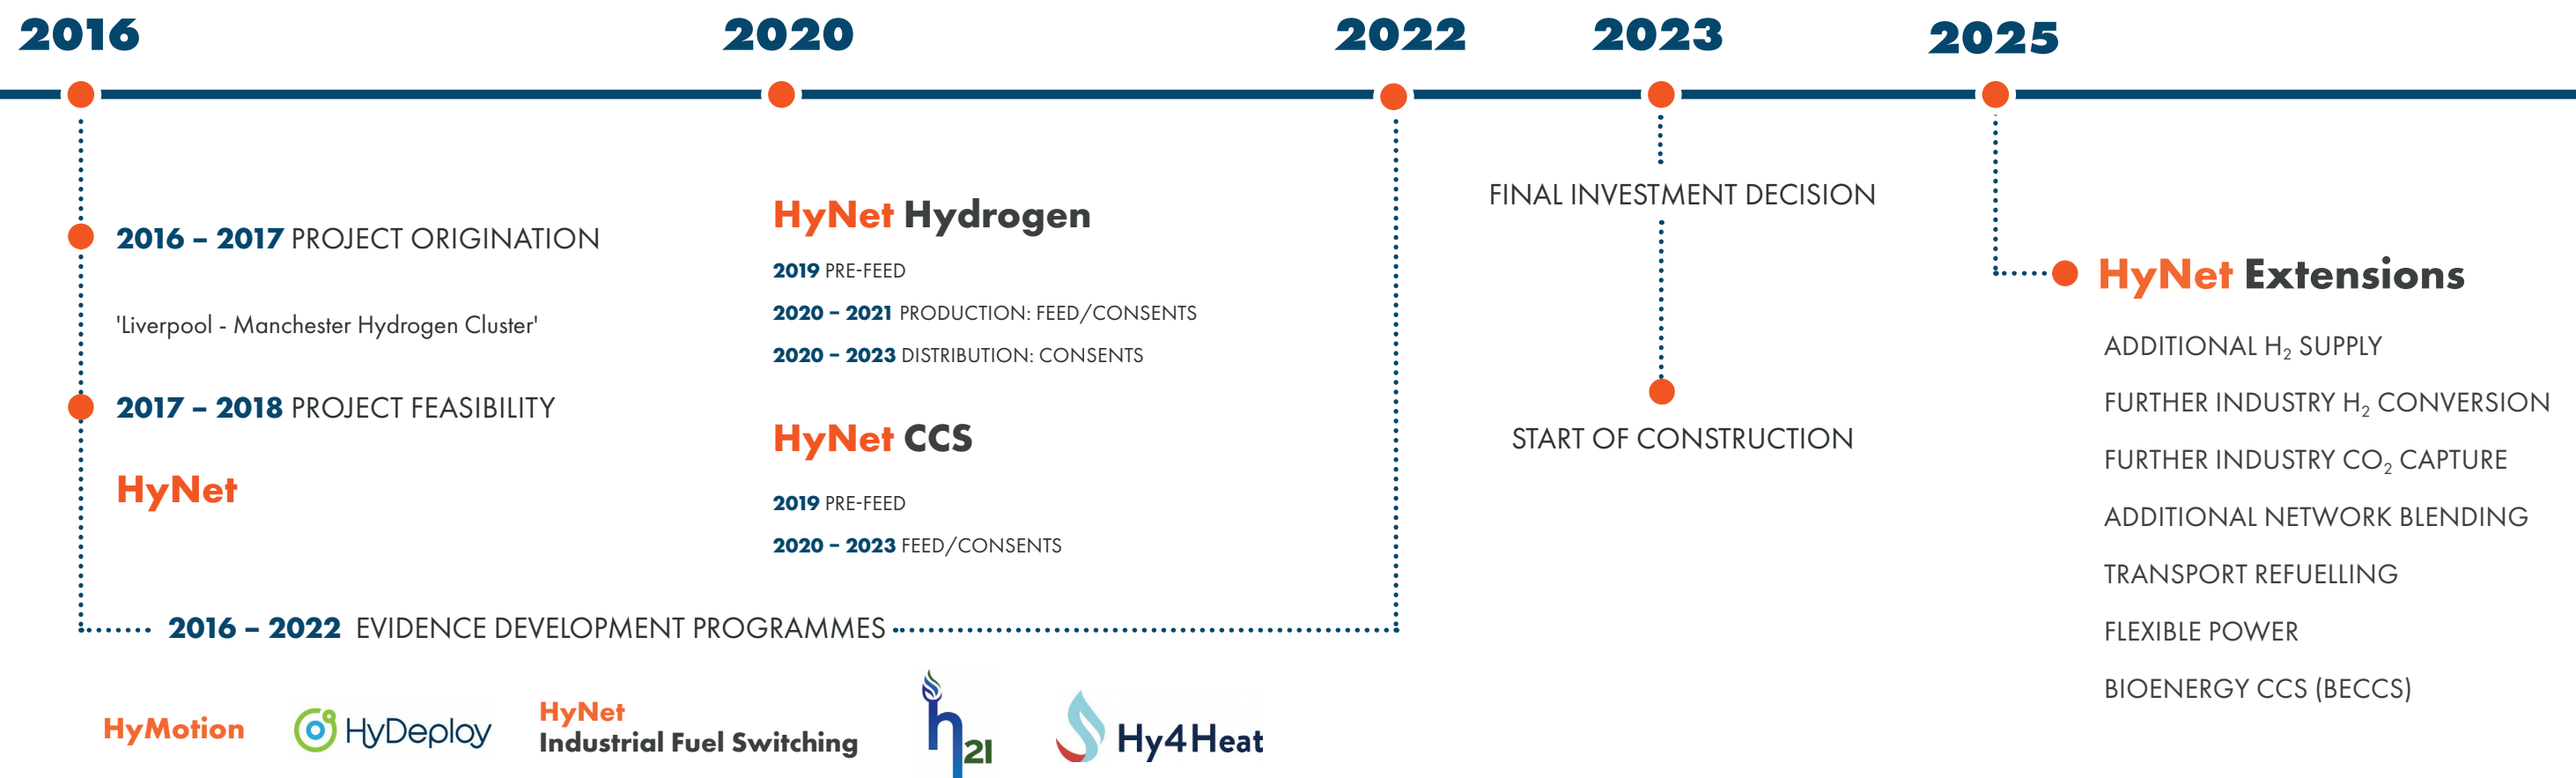 2016
2020
2022
2023
2025
2016 – 2017 PROJECT ORIGINATION
'Liverpool - Manchester Hydrogen Cluster'
2017 – 2018 PROJECT FEASIBILITY
HyNet
HyNet Hydrogen
2019 PRE-FEED
2020 – 2021 PRODUCTION: FEED/CONSENTS
2020 – 2023 DISTRIBUTION: CONSENTS
HyNet CCS
2019 PRE-FEED
2020 – 2023 FEED/CONSENTS
2016 – 2022 EVIDENCE DEVELOPMENT PROGRAMMES
HyMotion
HyDeploy
HyNet
Industrial Fuel Switching
h21
Hy4Heat
FINAL INVESTMENT DECISION
START OF CONSTRUCTION
HyNet Extensions
ADDITIONAL H₂ SUPPLY
FURTHER INDUSTRY H₂ CONVERSION
FURTHER INDUSTRY CO₂ CAPTURE
ADDITIONAL NETWORK BLENDING
TRANSPORT REFUELLING
FLEXIBLE POWER
BIOENERGY CCS (BECCS)